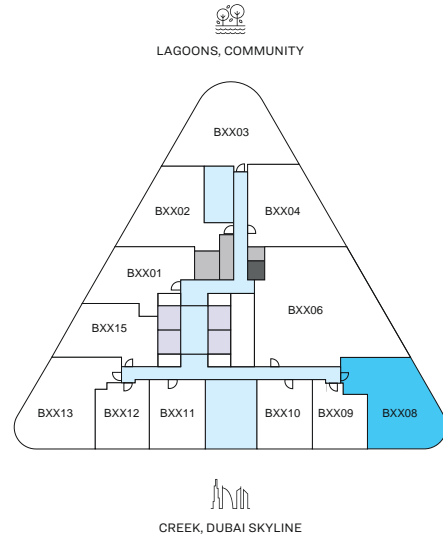 LAGOONS, COMMUNITY
BXX03
BXX02
BXX04
BXX01
BXX06
BXX15
BXX13
BXX12
BXX11
BXX10
BXX09
BXX08
CREEK, DUBAI SKYLINE